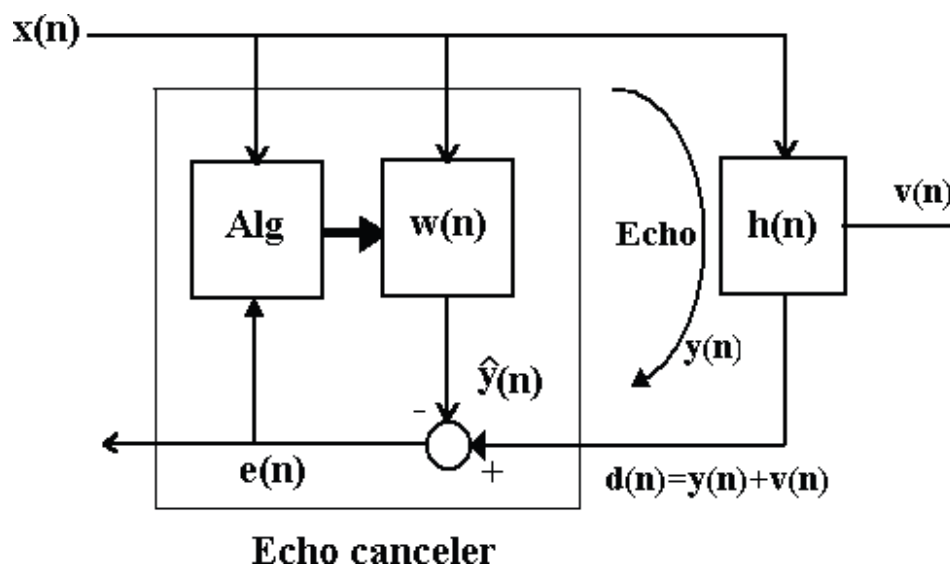 x(n)
Alg
w(n)
Echo
h(n)
v(n)
y(n)
ŷ(n)
-
+
e(n)
d(n)=y(n)+v(n)
Echo canceler